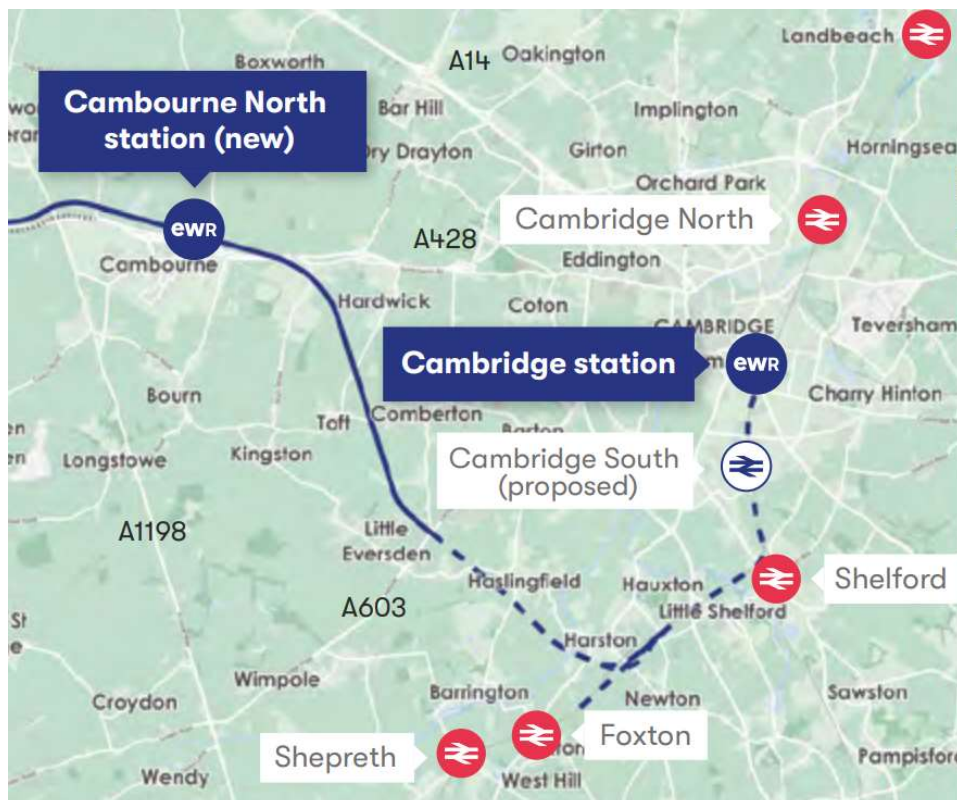 Landbeach
Boxworth
A14
Oakington
Cambourne North
station (new)
Bar Hill
Implington
Dry Drayton
Girton
Horningsea
Orchard Park
Cambridge North
ewR
A428
Eddington
Cambourne
Hardwick
Coton
CAMBRIDGE
Teversham
Cambridge station
ewR
Bourn
Charry Hinton
Toft
Comberton
Barton
Longstowe
Kingston
Cambridge South
(proposed)
A1198
Little
Eversden
Haslingfield
Hauxton
Shelford
A603
Little Shelford
Harston
Wimpole
Barrington
Newton
Sawston
Croydon
Foxton
Shepreth
Pampisfo
Wendy
West Hill